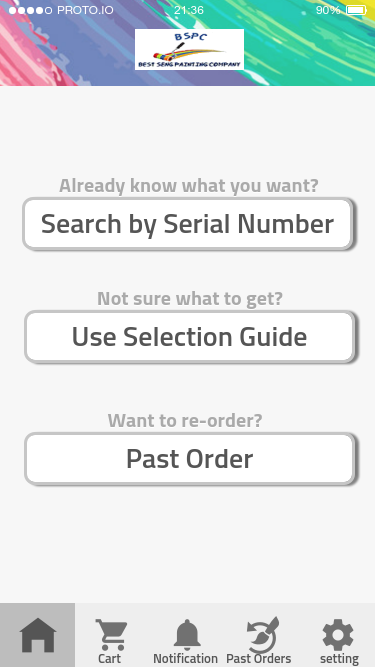 PROTO.IO 21:36 90%
BSPC
BEST SENG PAINTING COMPANY
Already know what you want?
Search by Serial Number
Not sure what to get?
Use Selection Guide
Want to re-order?
Past Order
Cart Notification Past Orders setting